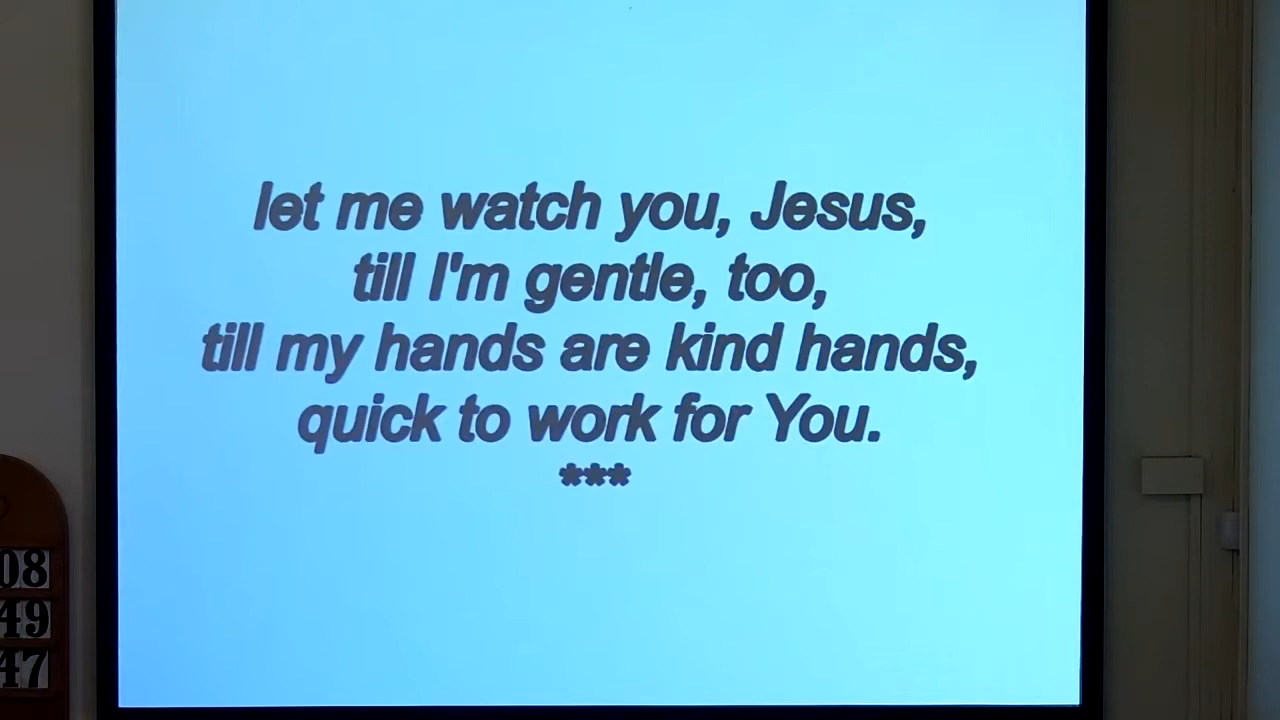 let me watch you, Jesus,
till I'm gentle, too,
till my hands are kind hands,
quick to work for You.
***
08
49
47